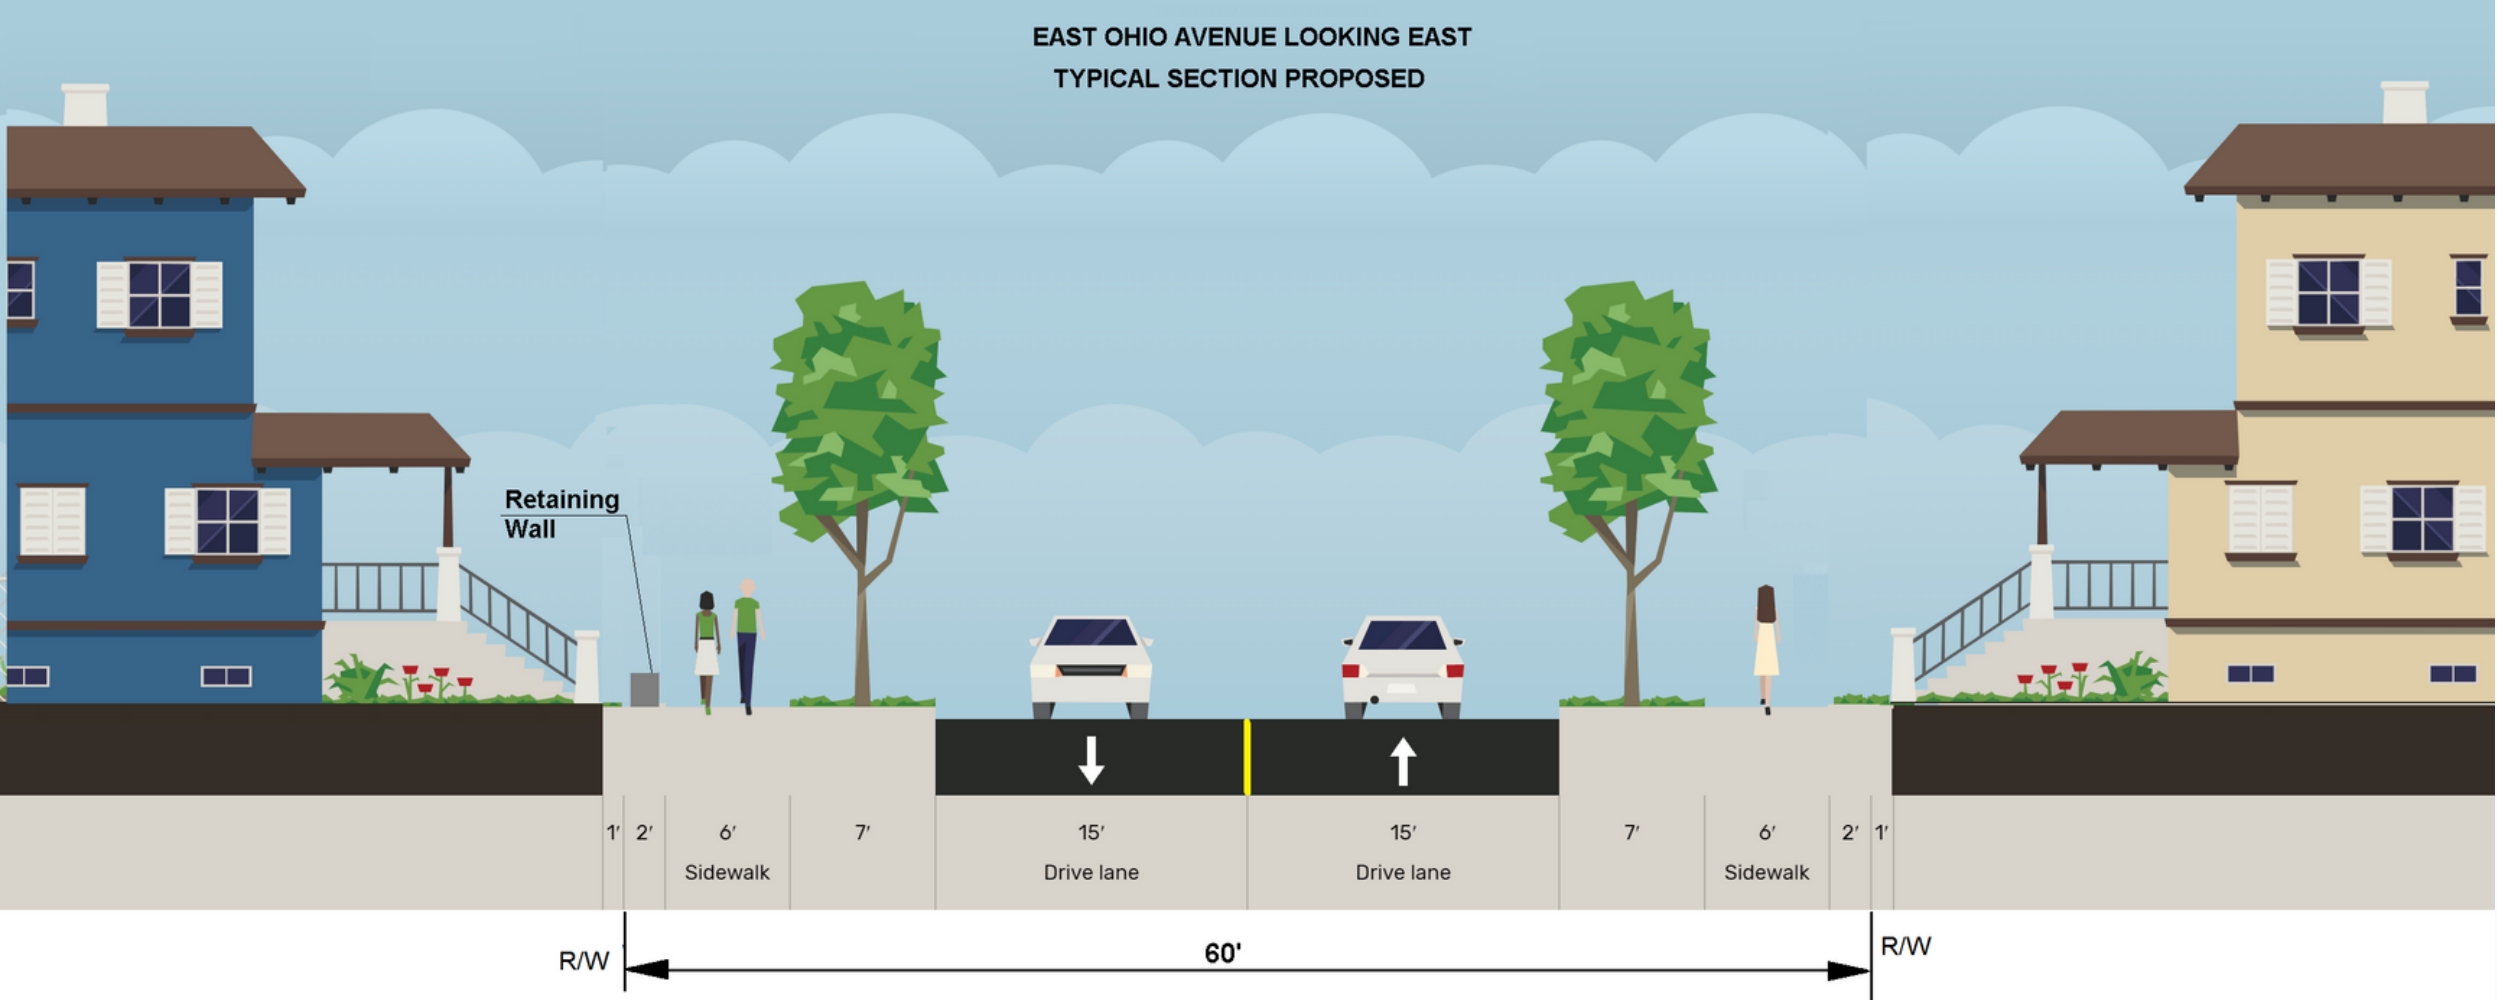 EAST OHIO AVENUE LOOKING EAST
TYPICAL SECTION PROPOSED
Retaining
Wall
1' 2' 6' 7' 15' 15' 7' 6' 2' 1'
Sidewalk Drive lane Drive lane Sidewalk
R/W 60' R/W